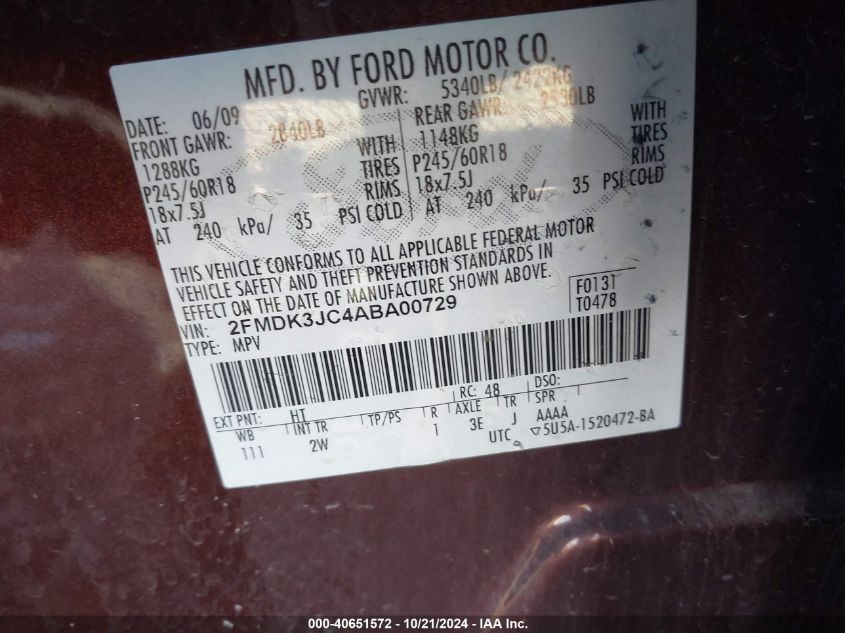 MFD. BY FORD MOTOR CO.
DATE: 06/09 GVWR: 5340LB/ 2422KG
FRONT GAWR: 2840LB REAR GAWR: 2530LB
1288KG WITH 1148KG WITH
P245/60R18 TIRES P245/60R18 TIRES
18x7.5J RIMS 18x7.5J RIMS
AT 240 kPa/ 35 PSI COLD AT 240 kPa/ 35 PSI COLD
THIS VEHICLE CONFORMS TO ALL APPLICABLE FEDERAL MOTOR
VEHICLE SAFETY AND THEFT PREVENTION STANDARDS IN
EFFECT ON THE DATE OF MANUFACTURE SHOWN ABOVE.
VIN: 2FMDK3JC4ABA00729 F0131
TYPE: MPV T0478
EXT PNT: HT RC: 48 DSO:
WB INT TR TP/PS R AXLE TR SPR
111 2W 1 3E J AAAA
UTC ▽5U5A-1520472-BA
000-40651572 - 10/21/2024 - IAA Inc.